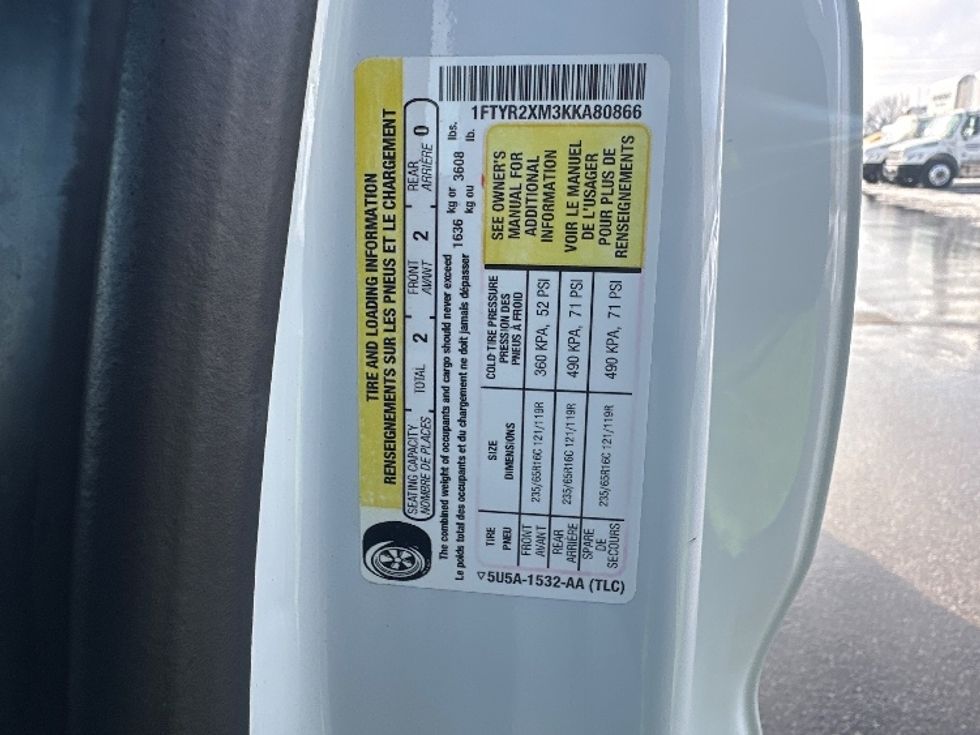 TIRE AND LOADING INFORMATION
RENSEIGNEMENTS SUR LES PNEUS ET LE CHARGEMENT
SEATING CAPACITY
NOMBRE DE PLACES
TOTAL 2
FRONT
AVANT 2
REAR
ARRIÈRE 0
The combined weight of occupants and cargo should never exceed 1636 kg or 3608 lbs.
Le poids total des occupants et du chargement ne doit jamais dépasser kg ou lb.
TIRE
PNEU
SIZE
DIMENSIONS
COLD TIRE PRESSURE
PRESSION DES
PNEUS À FROID
FRONT
AVANT
235/65R16C 121/119R
360 KPA, 52 PSI
REAR
ARRIÈRE
235/65R16C 121/119R
490 KPA, 71 PSI
SPARE
DE
SECOURS
235/65R16C 121/119R
490 KPA, 71 PSI
SEE OWNER'S
MANUAL FOR
ADDITIONAL
INFORMATION
VOIR LE MANUEL
DE L'USAGER
POUR PLUS DE
RENSEIGNEMENTS
1FTYR2XM3KKA80866
5U5A-1532-AA (TLC)